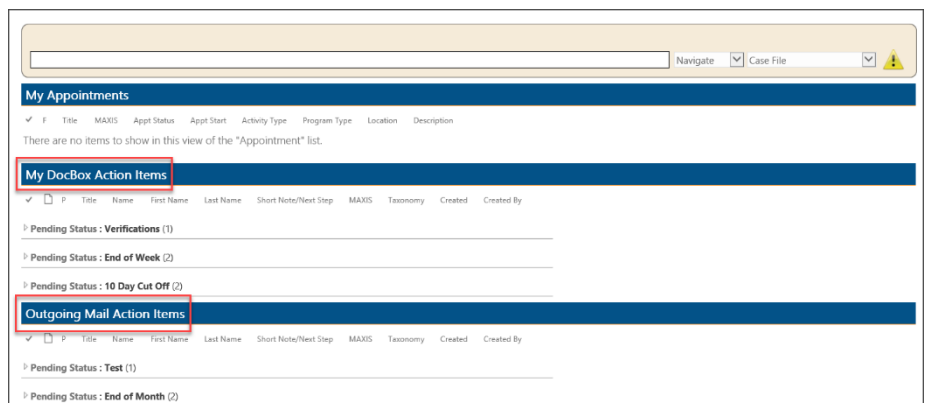 Navigate Case File
My Appointments
F Title MAXIS Appt Status Appt Start Activity Type Program Type Location Description
There are no items to show in this view of the "Appointment" list.
My DocBox Action Items
P Title Name First Name Last Name Short Note/Next Step MAXIS Taxonomy Created Created By
Pending Status : Verifications (1)
Pending Status : End of Week (2)
Pending Status : 10 Day Cut Off (2)
Outgoing Mail Action Items
P Title Name First Name Last Name Short Note/Next Step MAXIS Taxonomy Created Created By
Pending Status : Test (1)
Pending Status : End of Month (2)